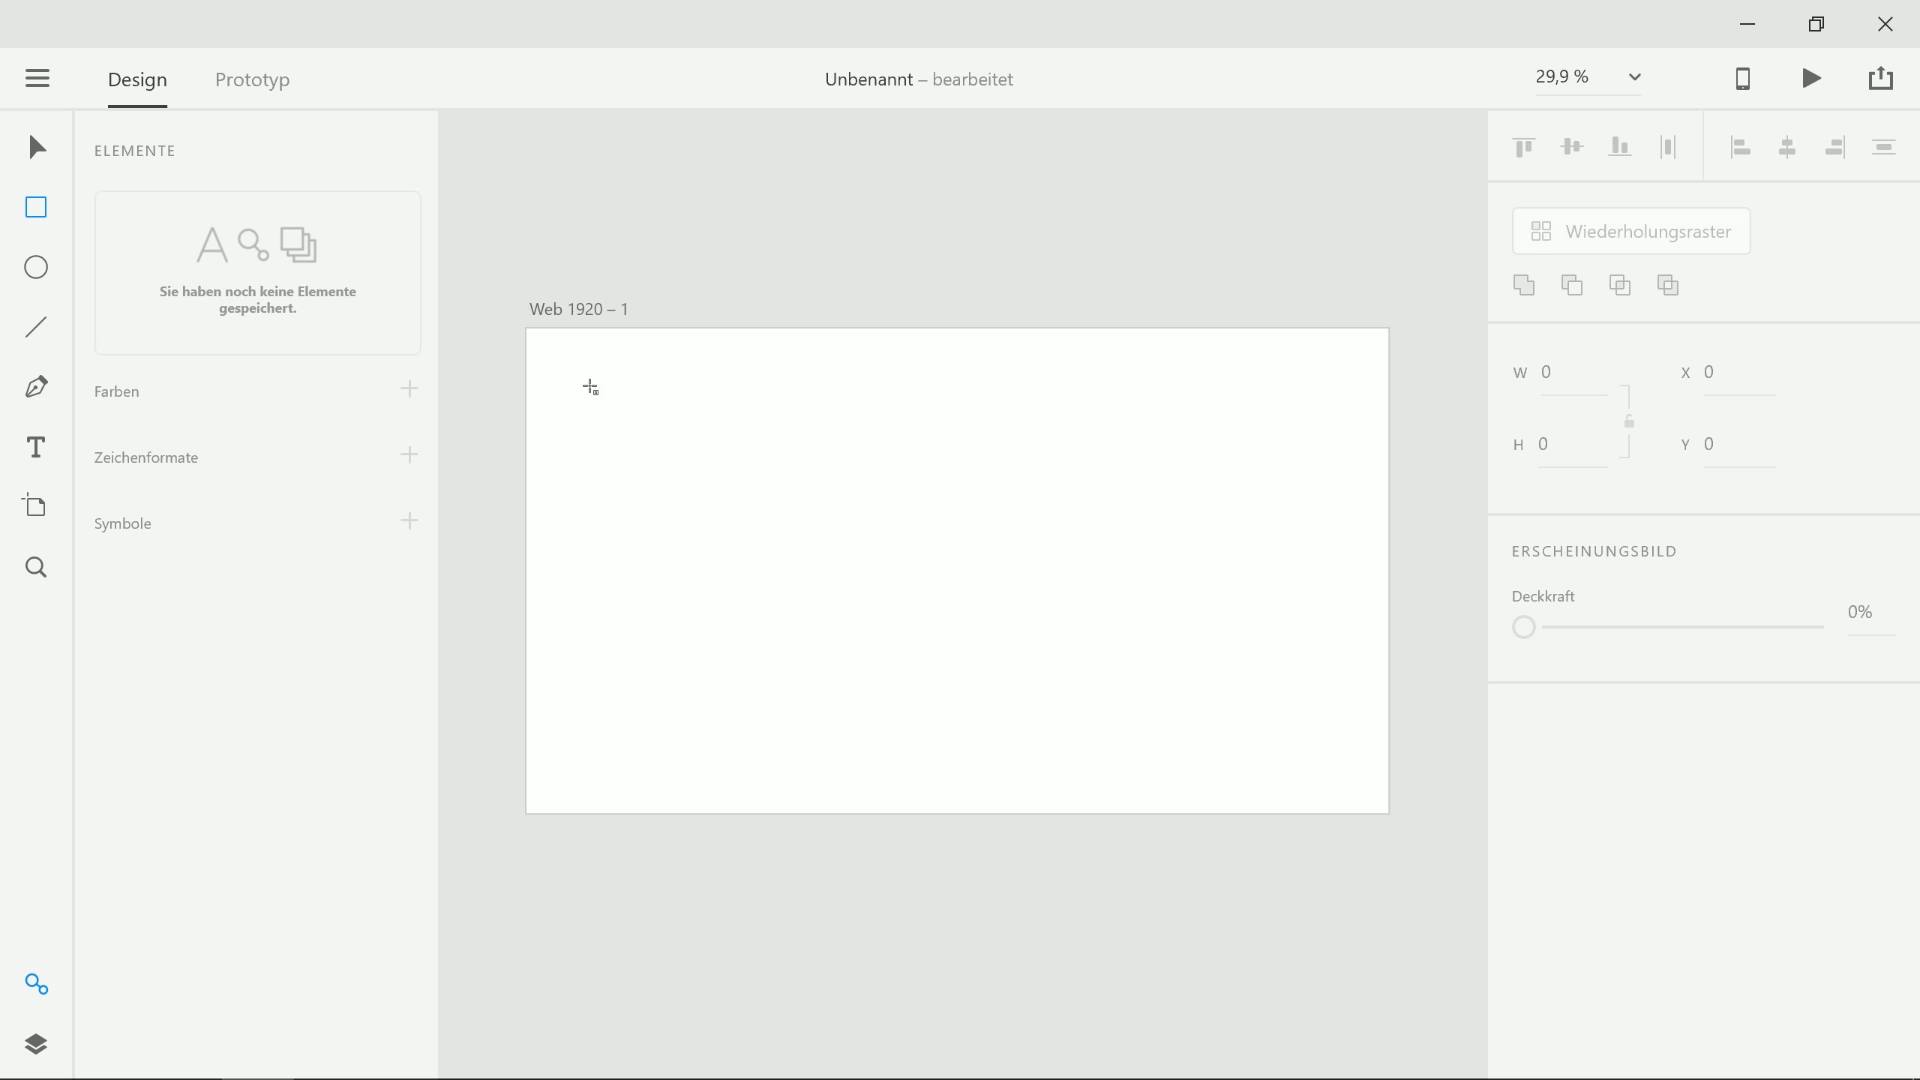 Design
Prototyp
Unbenannt – bearbeitet
29,9 %
ELEMENTE
Sie haben noch keine Elemente
gespeichert.
Farben
Zeichenformate
Symbole
Web 1920 – 1
Wiederholungsraster
W 0
X 0
H 0
Y 0
ERSCHEINUNGSBILD
Deckkraft
0%